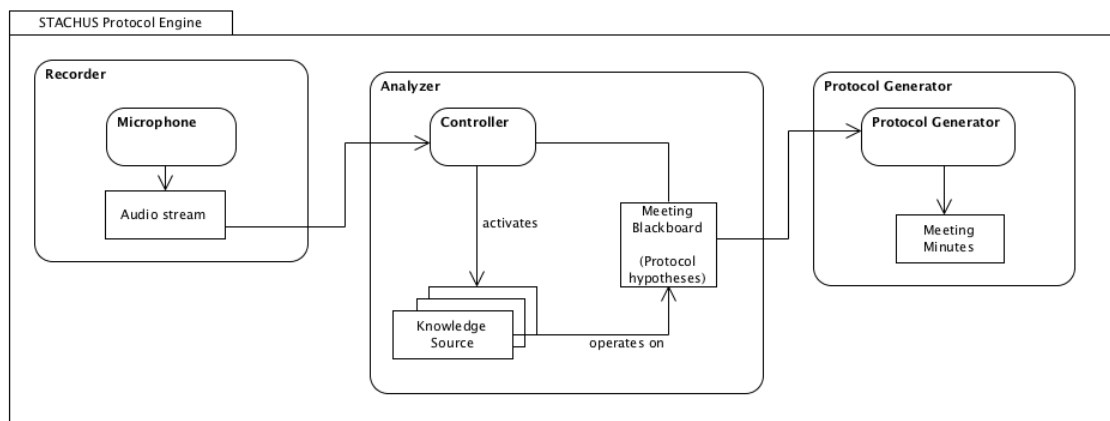 STACHUS Protocol Engine
Recorder
Microphone
Audio stream
Analyzer
Controller
activates
Knowledge
Source
operates on
Meeting
Blackboard
(Protocol
hypotheses)
Protocol Generator
Protocol Generator
Meeting
Minutes